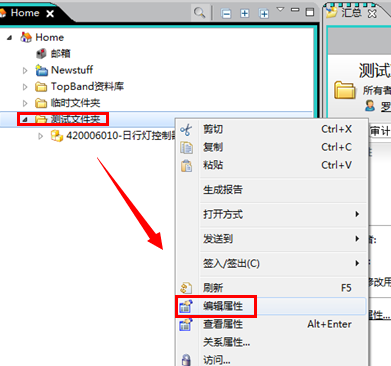 Home
汇总
Home
邮箱
Newstuff
TopBand资料库
临时文件夹
测试文件夹
420006010-日行灯控制
测试
所有者
罗
审计
剪切 Ctrl+X
复制 Ctrl+C
粘贴 Ctrl+V
生成报告
打开方式
发送到
签入/签出(C)
刷新 F5
编辑属性
查看属性 Alt+Enter
关系属性...
访问...
修改用
属性...